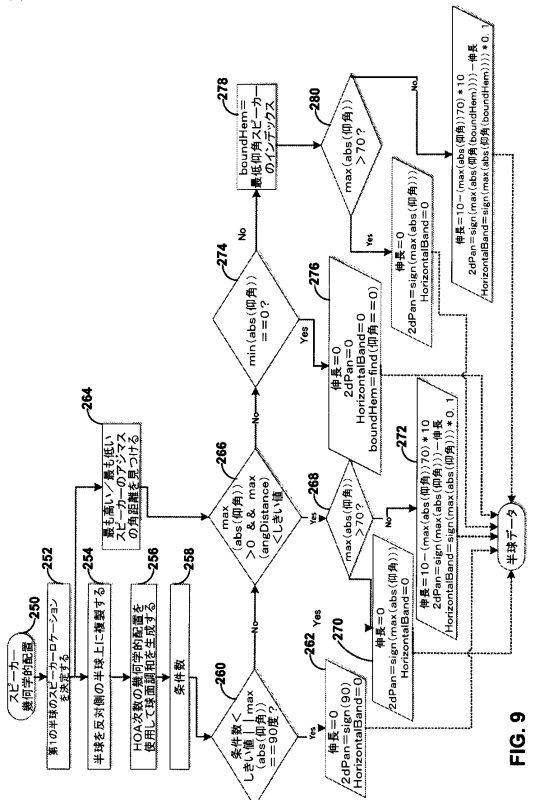 スピーカー
幾何学的配置
250
第1の半球のスピーカーロケーション
を決定する
252
半球を反対側の半球上に複製する
254
HOA次数の幾何学的配置を
使用して球面調和を生成する
256
条件数
258
最も高い/最も低い
スピーカーのアジマス
の角距離を見つける
264
条件数<
しきい値||max
(abs(仰角))
==90度?
260
Yes
No
伸長=0
2dPan=sign(90)
HorizontalBand=0
262
max
(abs(仰角))
>0 && max
(angDistance)
<しきい値
266
Yes
No
max(abs(仰角))
>70?
268
Yes
No
伸長=0
2dPan=sign(max(abs(仰角)))
HorizontalBand=0
270
伸長=10-(max(abs(仰角))70)*10
2dPan=sign(max(abs(仰角)))-伸長
HorizontalBand=sign(max(abs(仰角)))*0.1
272
min(abs(仰角))
==0?
274
Yes
No
伸長=0
2dPan=0
HorizontalBand=0
boundHem=find(仰角==0)
276
boundHem=
最低仰角スピーカー
のインデックス
278
max(abs(仰角))
>70?
280
Yes
No
伸長=0
2dPan=sign(max(abs(仰角)))
HorizontalBand=0
伸長=10-(max(abs(仰角))70)*10
2dPan=sign(max(abs(仰角(boundHem))))-伸長
HorizontalBand=sign(max(abs(仰角(boundHem))))*0.1
半球データ
FIG. 9